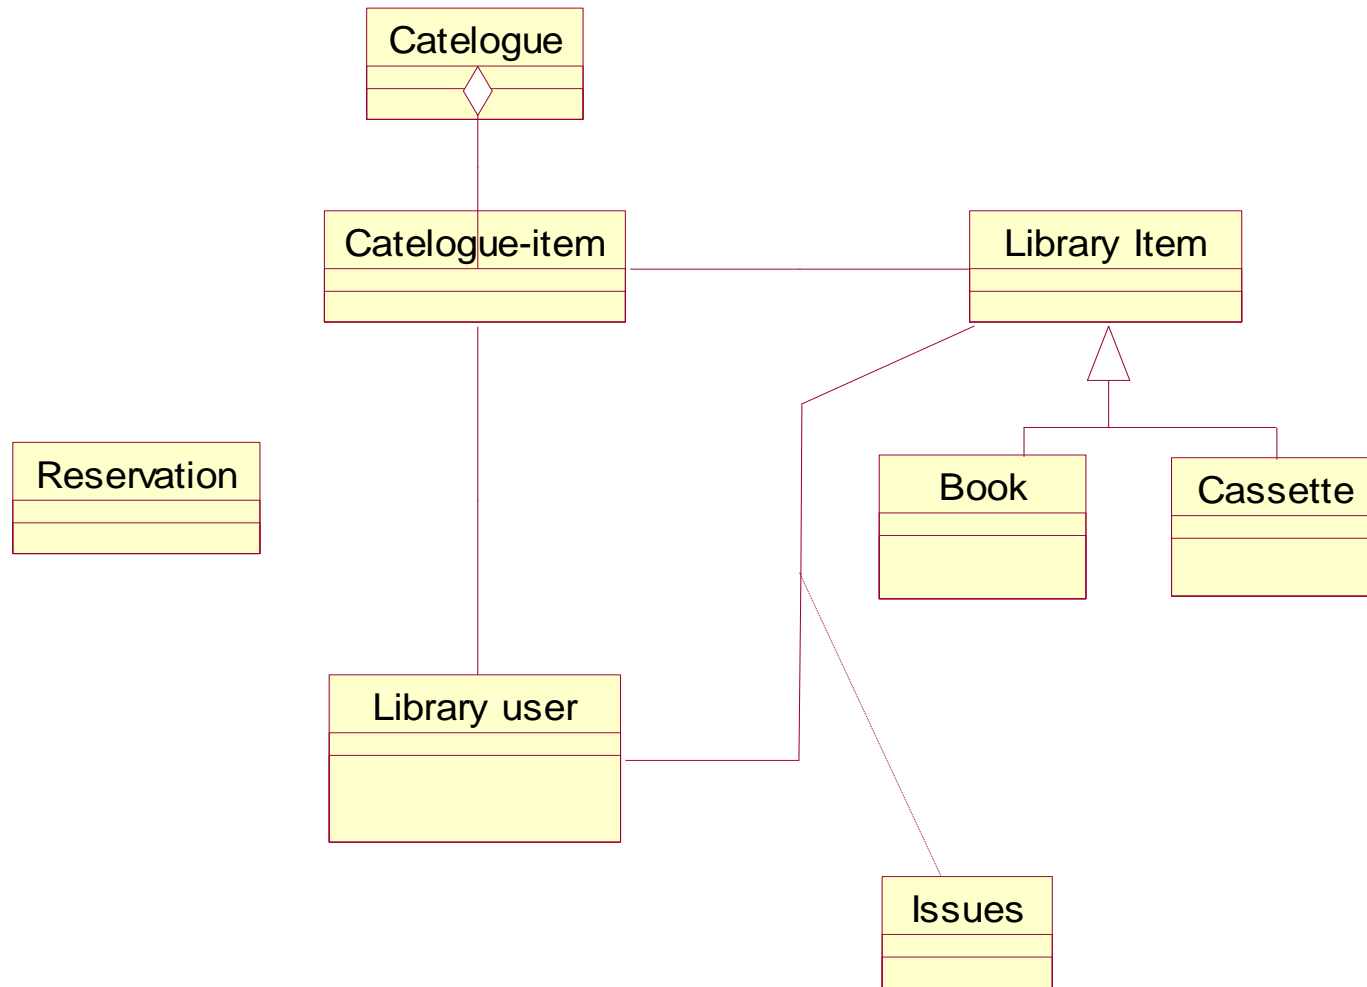 Catelogue
Catelogue-item
Library Item
Reservation
Book
Cassette
Library user
Issues